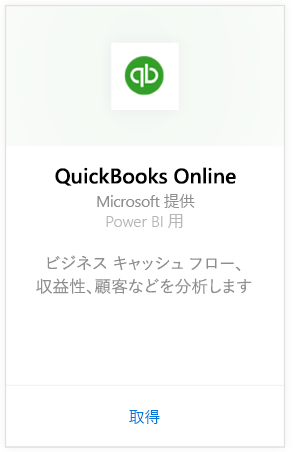 qb
QuickBooks Online
Microsoft 提供
Power BI 用
ビジネス キャッシュ フロー、
収益性、顧客などを分析します
取得